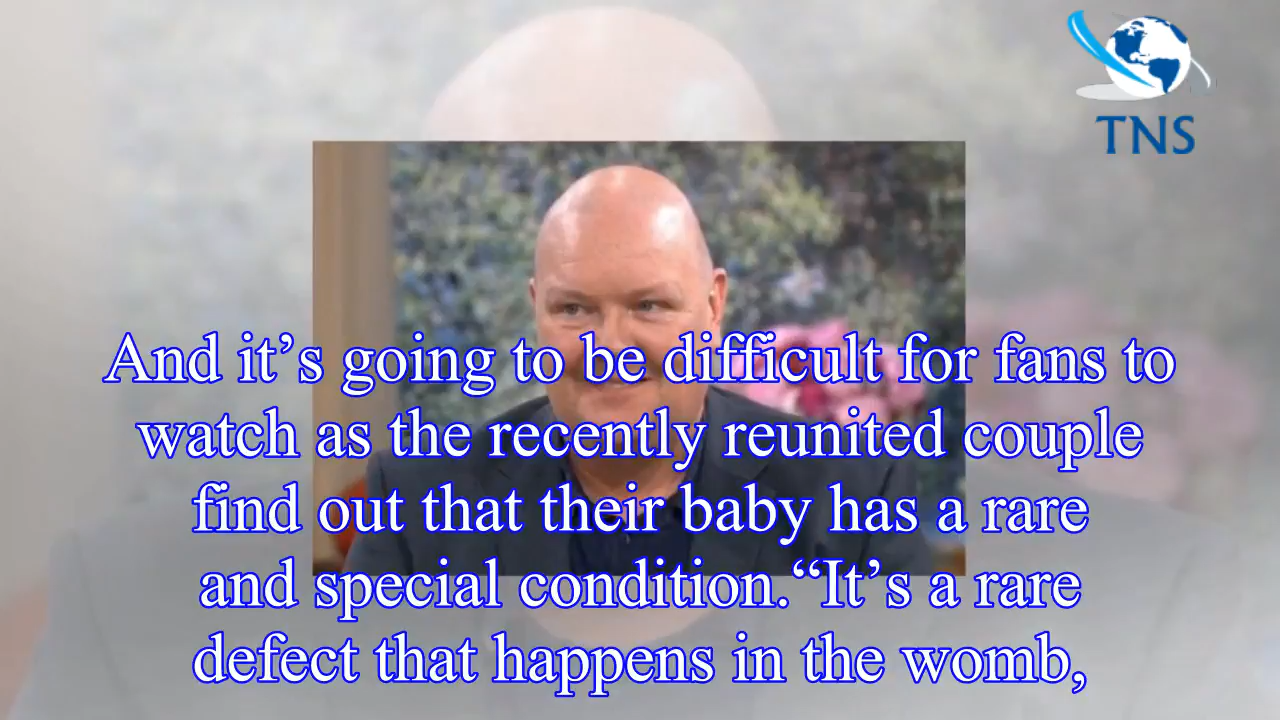 TNS
And it’s going to be difficult for fans to
watch as the recently reunited couple
find out that their baby has a rare
and special condition.“It’s a rare
defect that happens in the womb,